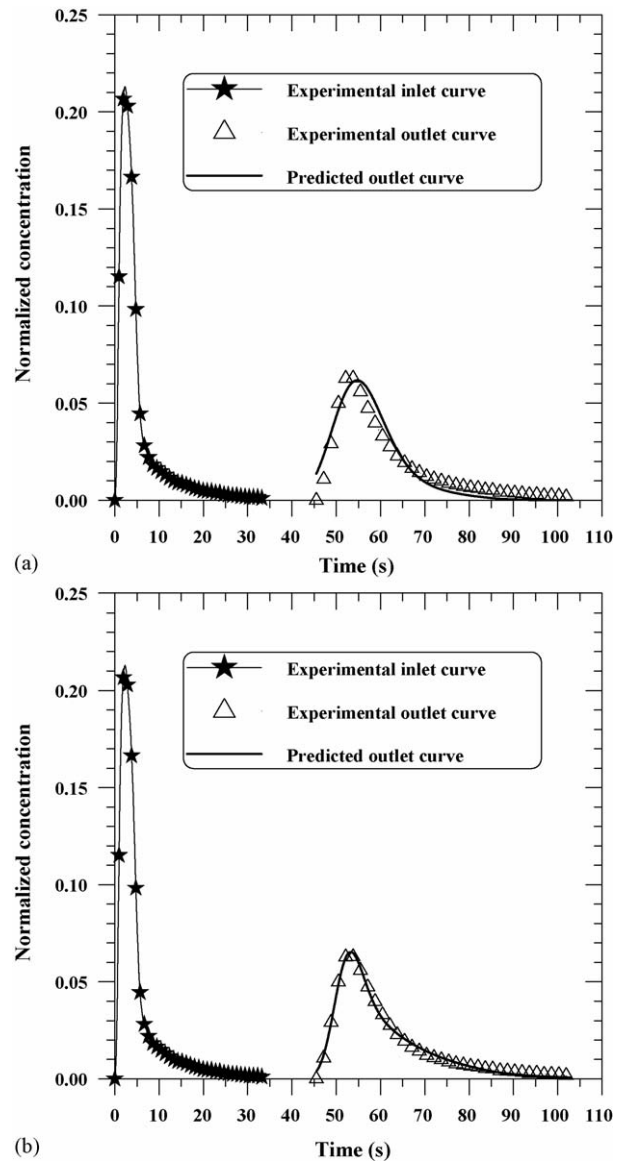 0.25
0.20
0.15
0.10
0.05
0.00
Normalized concentration
Experimental inlet curve
Experimental outlet curve
Predicted outlet curve
0 10 20 30 40 50 60 70 80 90 100 110
Time (s)
(a)
0.25
0.20
0.15
0.10
0.05
0.00
Normalized concentration
Experimental inlet curve
Experimental outlet curve
Predicted outlet curve
0 10 20 30 40 50 60 70 80 90 100 110
Time (s)
(b)